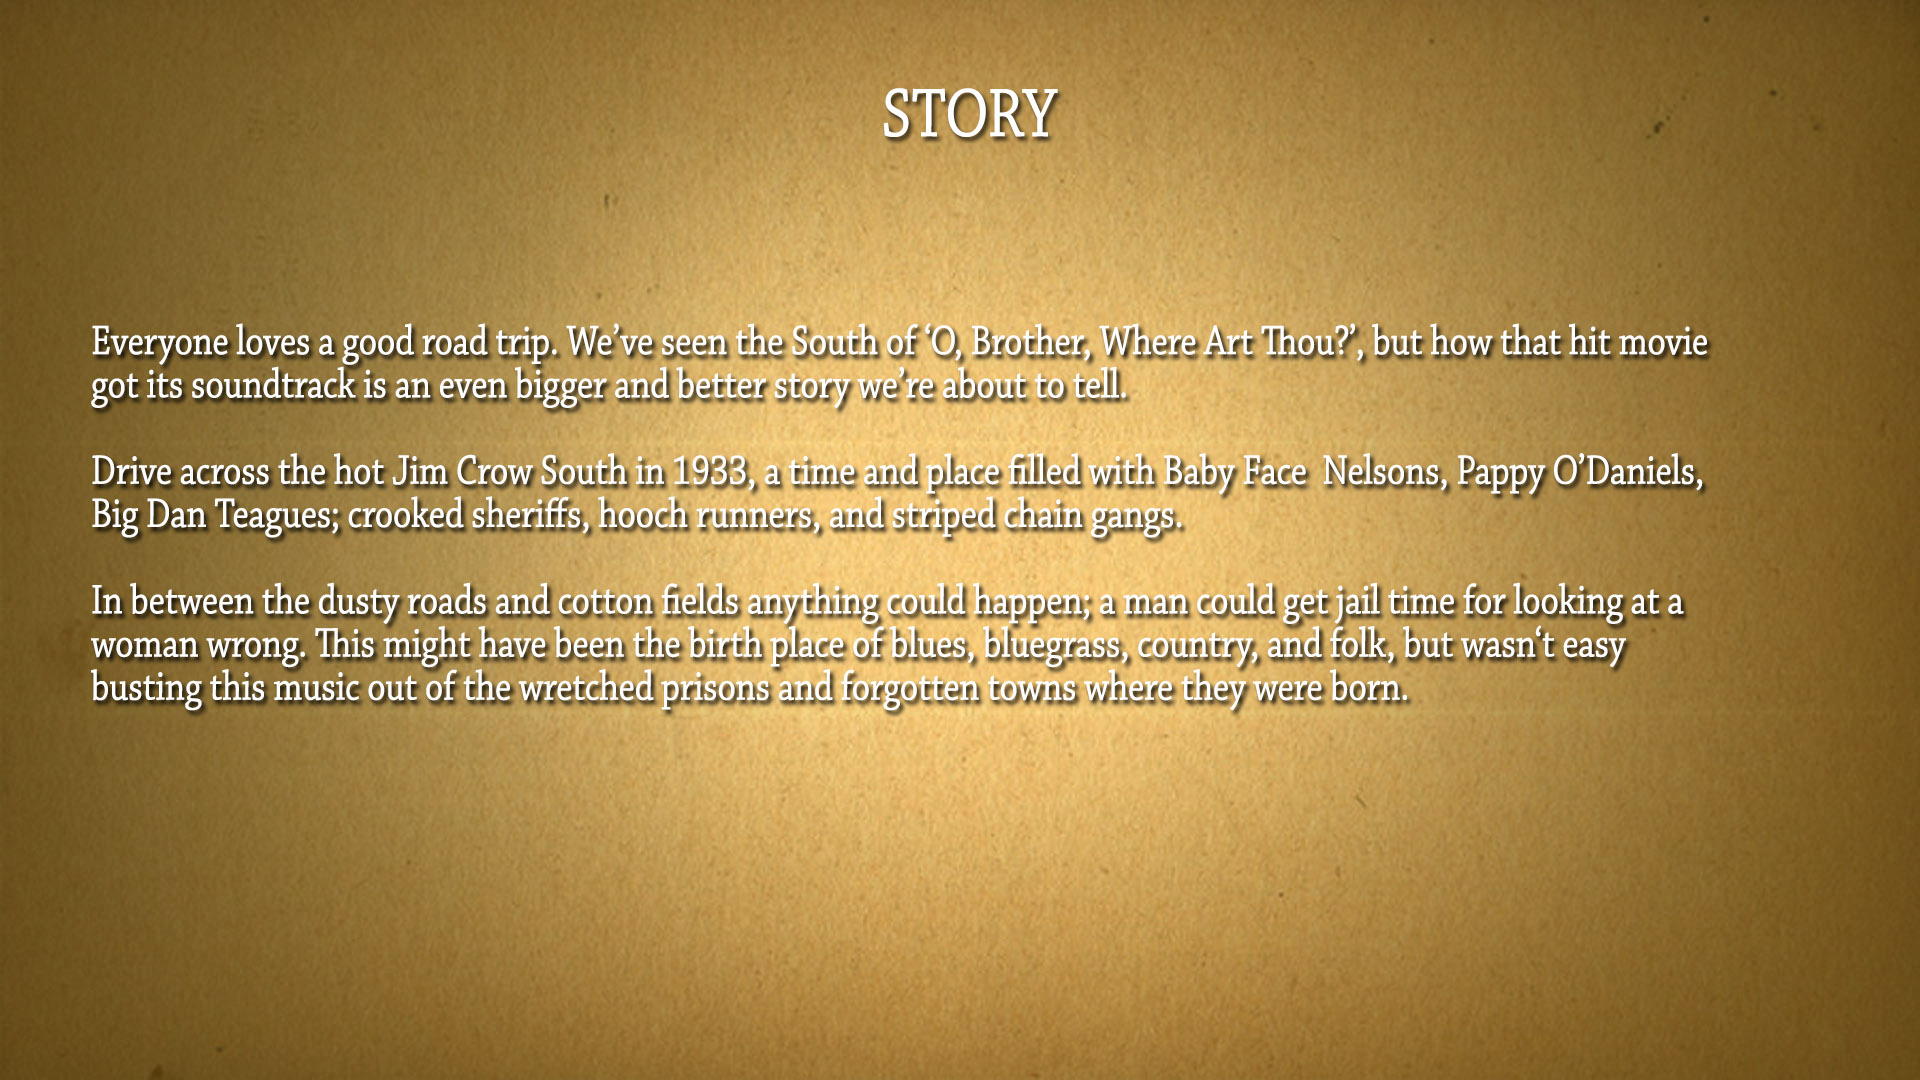 STORY
Everyone loves a good road trip. We’ve seen the South of ‘O, Brother, Where Art Thou?’, but how that hit movie
got its soundtrack is an even bigger and better story we’re about to tell.
Drive across the hot Jim Crow South in 1933, a time and place filled with Baby Face  Nelsons, Pappy O’Daniels,
Big Dan Teagues; crooked sheriffs, hooch runners, and striped chain gangs.
In between the dusty roads and cotton fields anything could happen; a man could get jail time for looking at a
woman wrong. This might have been the birth place of blues, bluegrass, country, and folk, but wasn‘t easy
busting this music out of the wretched prisons and forgotten towns where they were born.